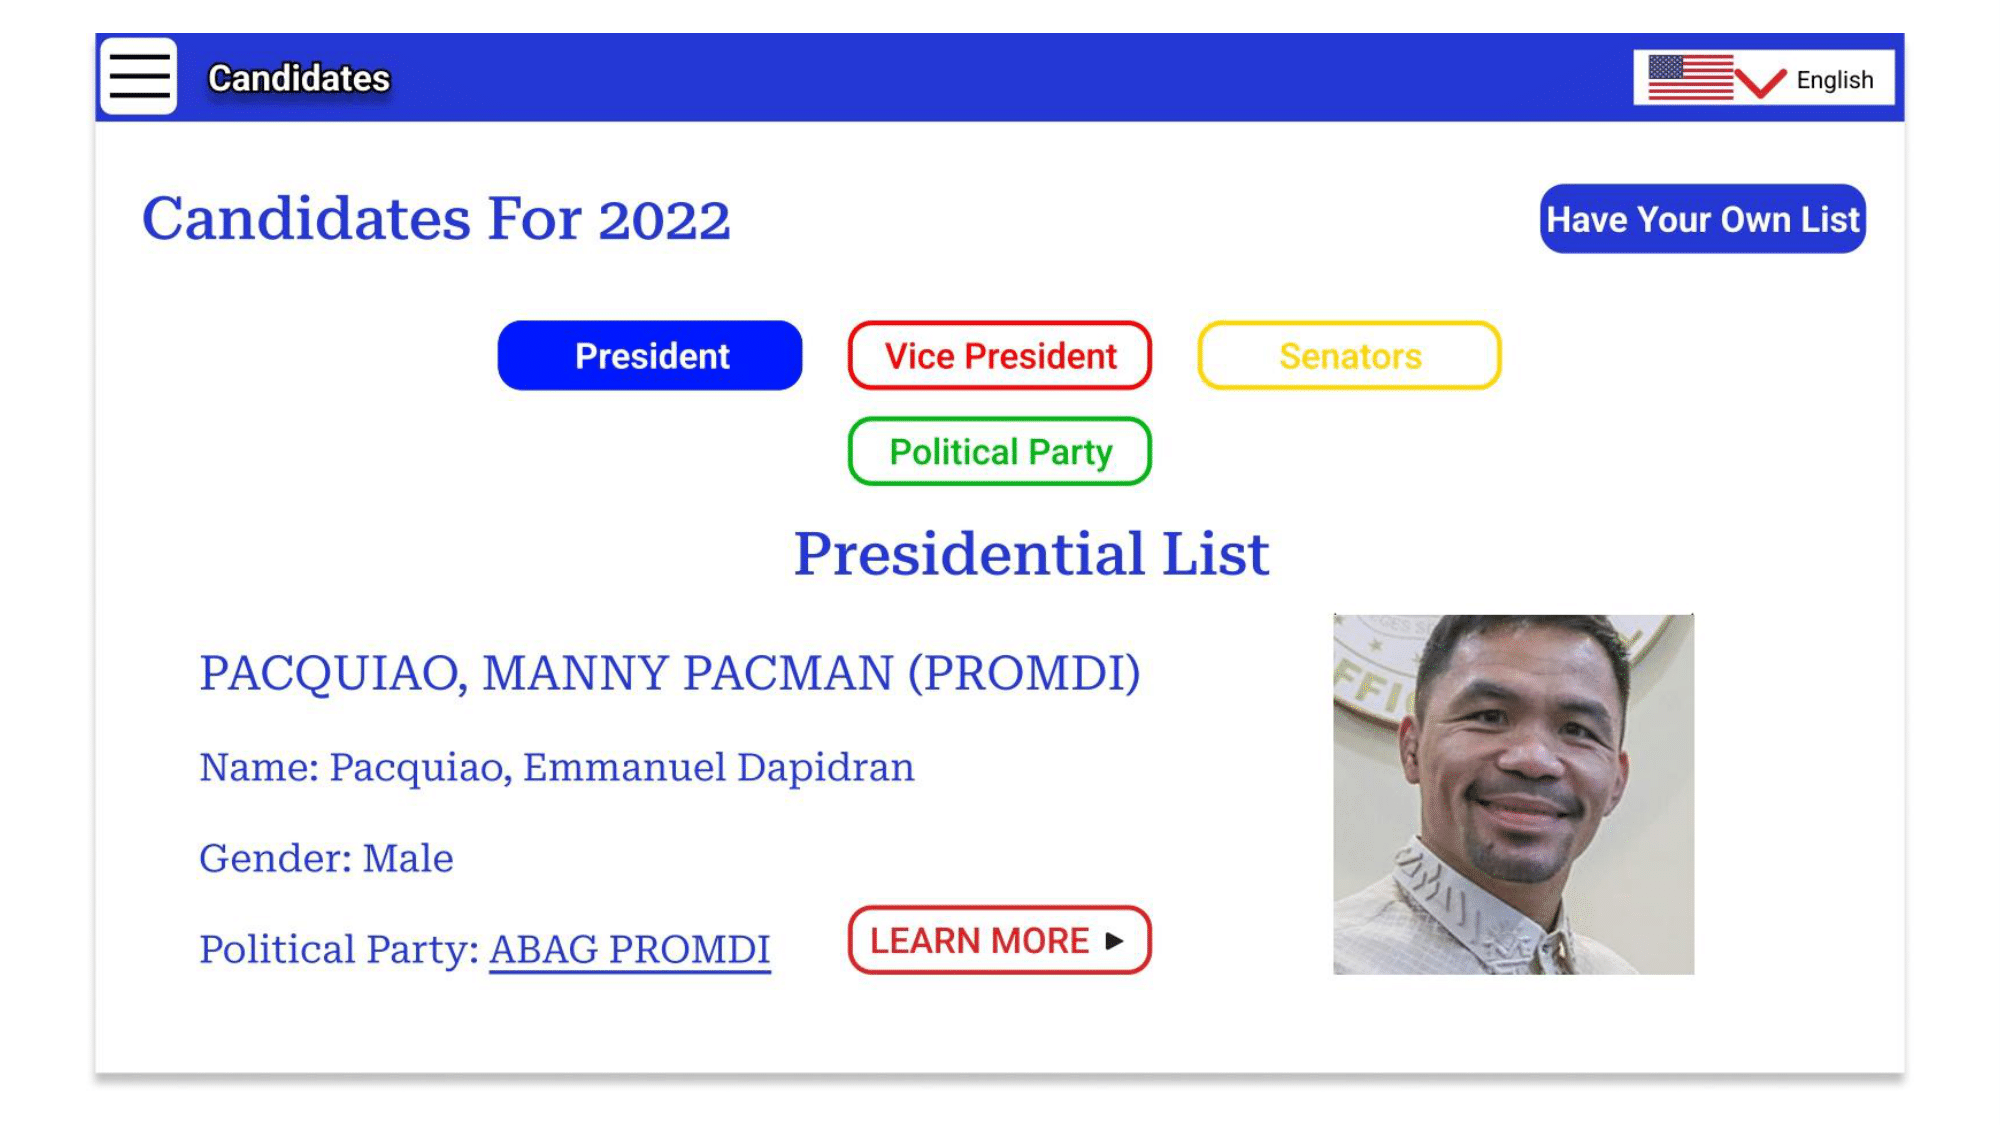 Candidates
English
Candidates For 2022
Have Your Own List
President
Vice President
Senators
Political Party
Presidential List
PACQUIAO, MANNY PACMAN (PROMDI)
Name: Pacquiao, Emmanuel Dapidran
Gender: Male
Political Party: ABAG PROMDI
LEARN MORE